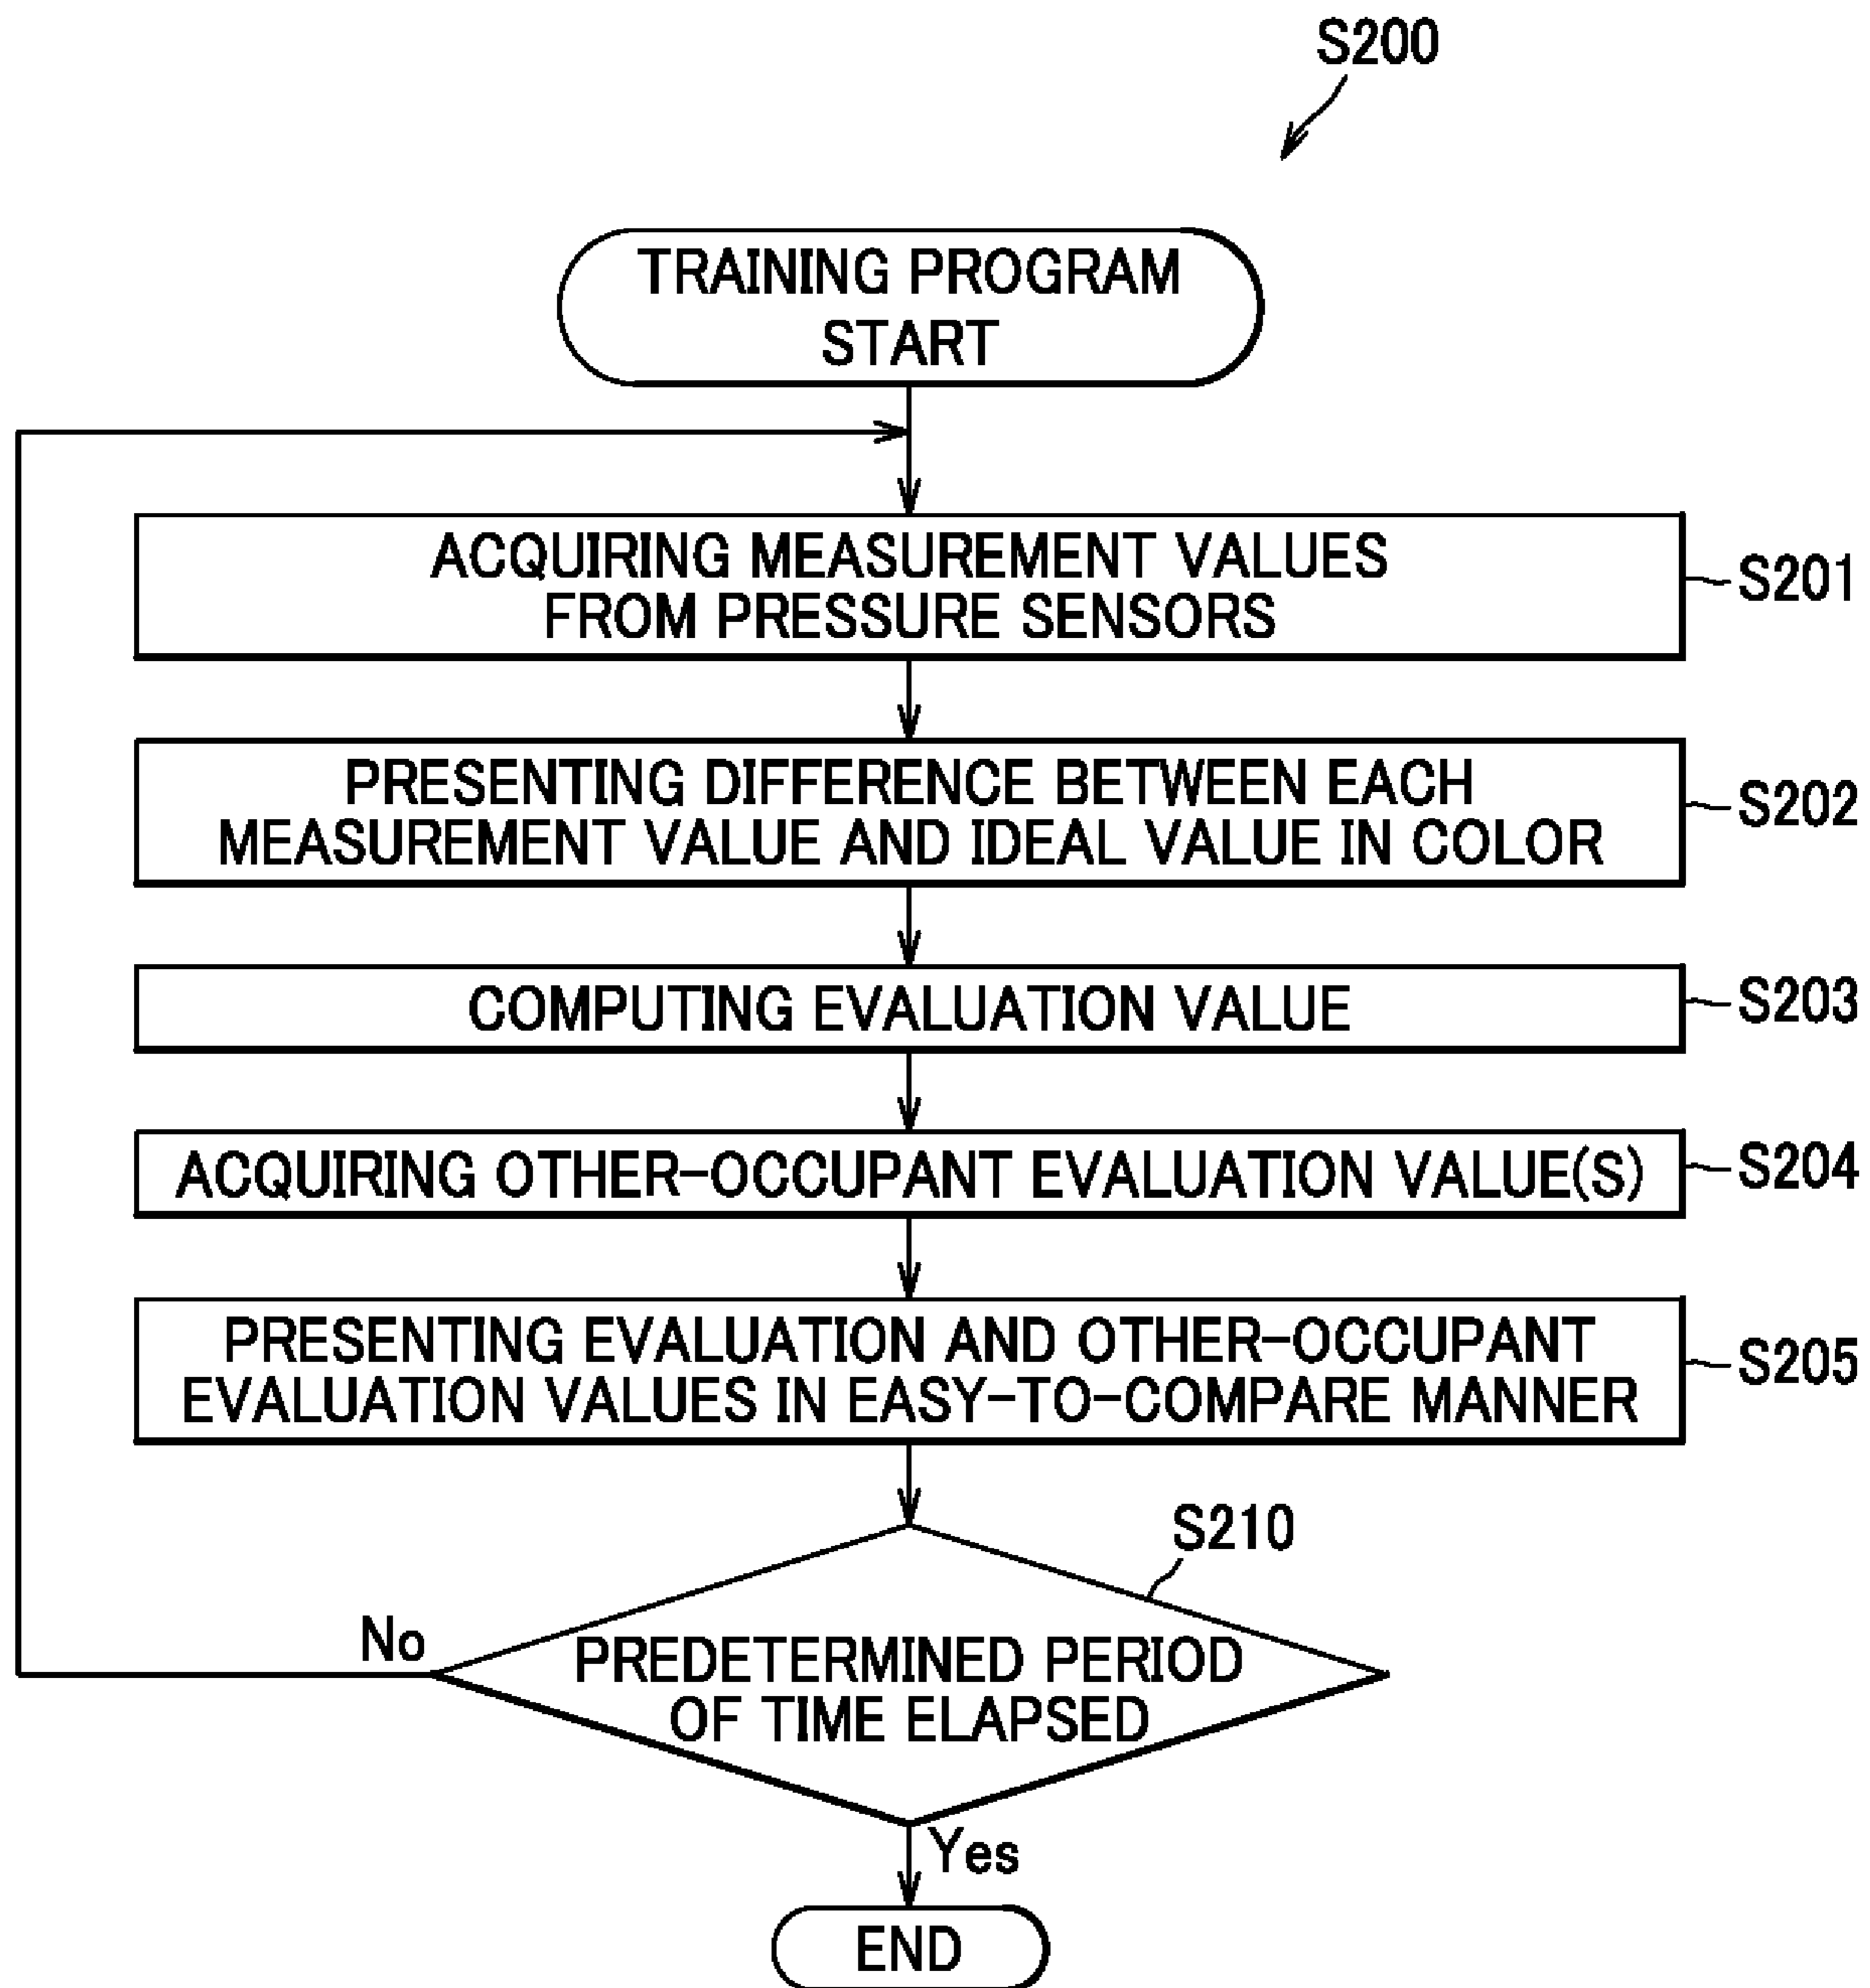 S200
TRAINING PROGRAM
START
ACQUIRING MEASUREMENT VALUES
FROM PRESSURE SENSORS
S201
PRESENTING DIFFERENCE BETWEEN EACH
MEASUREMENT VALUE AND IDEAL VALUE IN COLOR
S202
COMPUTING EVALUATION VALUE
S203
ACQUIRING OTHER-OCCUPANT EVALUATION VALUE(S)
S204
PRESENTING EVALUATION AND OTHER-OCCUPANT
EVALUATION VALUES IN EASY-TO-COMPARE MANNER
S205
S210
No
PREDETERMINED PERIOD
OF TIME ELAPSED
Yes
END